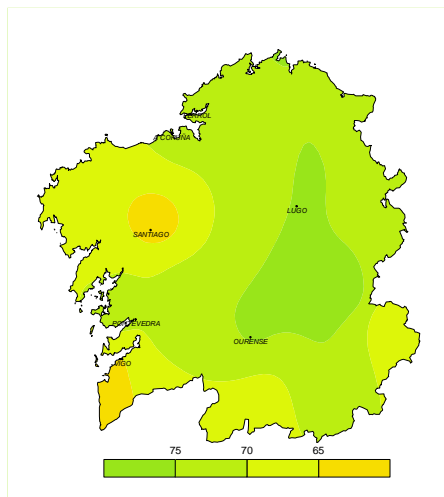 FERROL
A CORUÑA
LUGO
SANTIAGO
PONTEVEDRA
OURENSE
VIGO
75 70 65